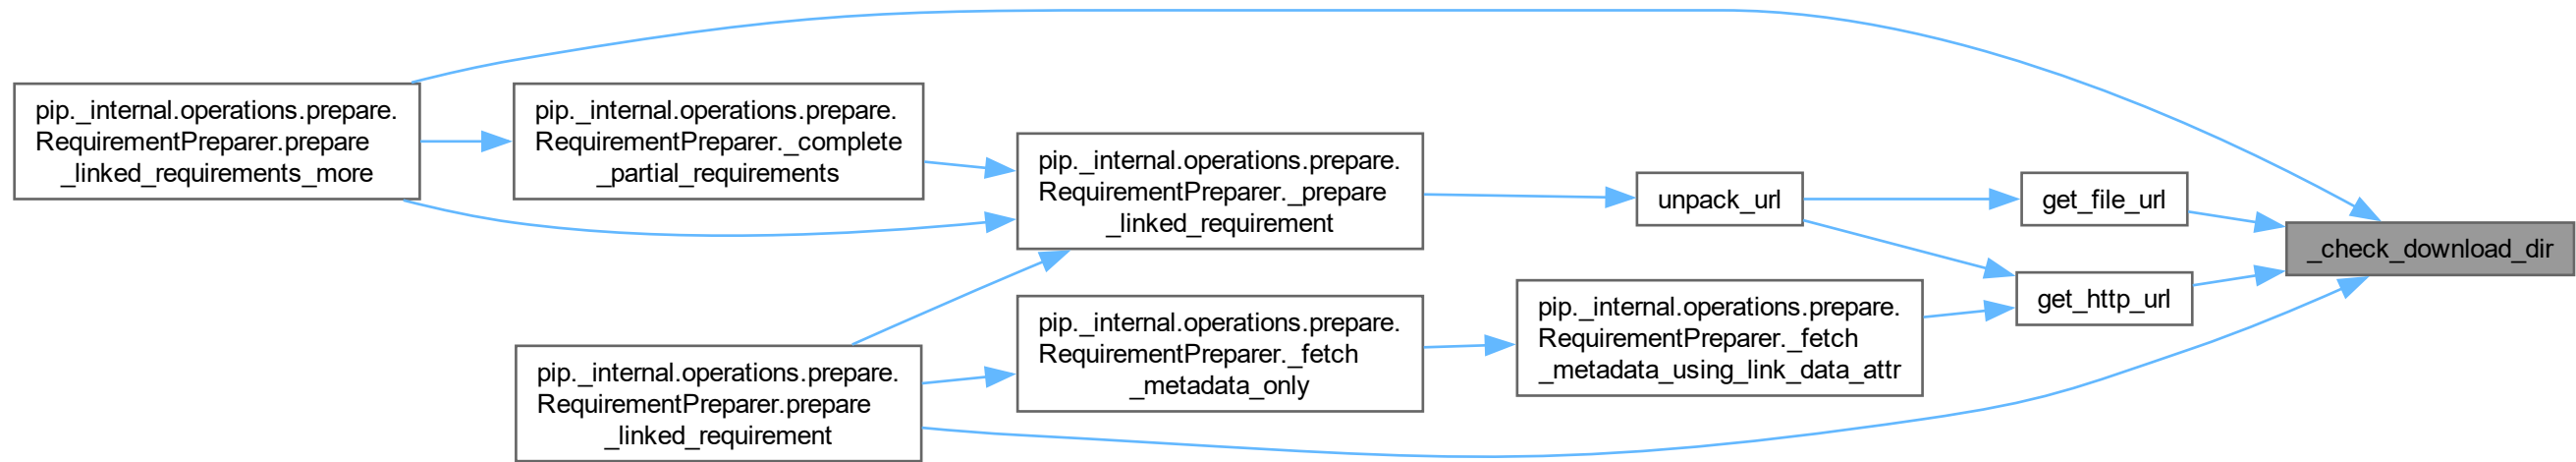 pip._internal.operations.prepare.
RequirementPreparer.prepare
_linked_requirements_more
pip._internal.operations.prepare.
RequirementPreparer._complete
_partial_requirements
pip._internal.operations.prepare.
RequirementPreparer._prepare
_linked_requirement
unpack_url
get_file_url
_check_download_dir
get_http_url
pip._internal.operations.prepare.
RequirementPreparer._fetch
_metadata_using_link_data_attr
pip._internal.operations.prepare.
RequirementPreparer._fetch
_metadata_only
pip._internal.operations.prepare.
RequirementPreparer.prepare
_linked_requirement